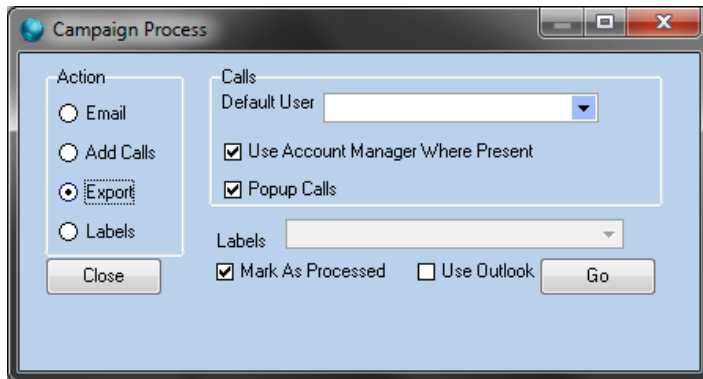 Campaign Process
Action
Email
Add Calls
Export
Labels
Close
Calls
Default User
Use Account Manager Where Present
Popup Calls
Labels
Mark As Processed
Use Outlook
Go